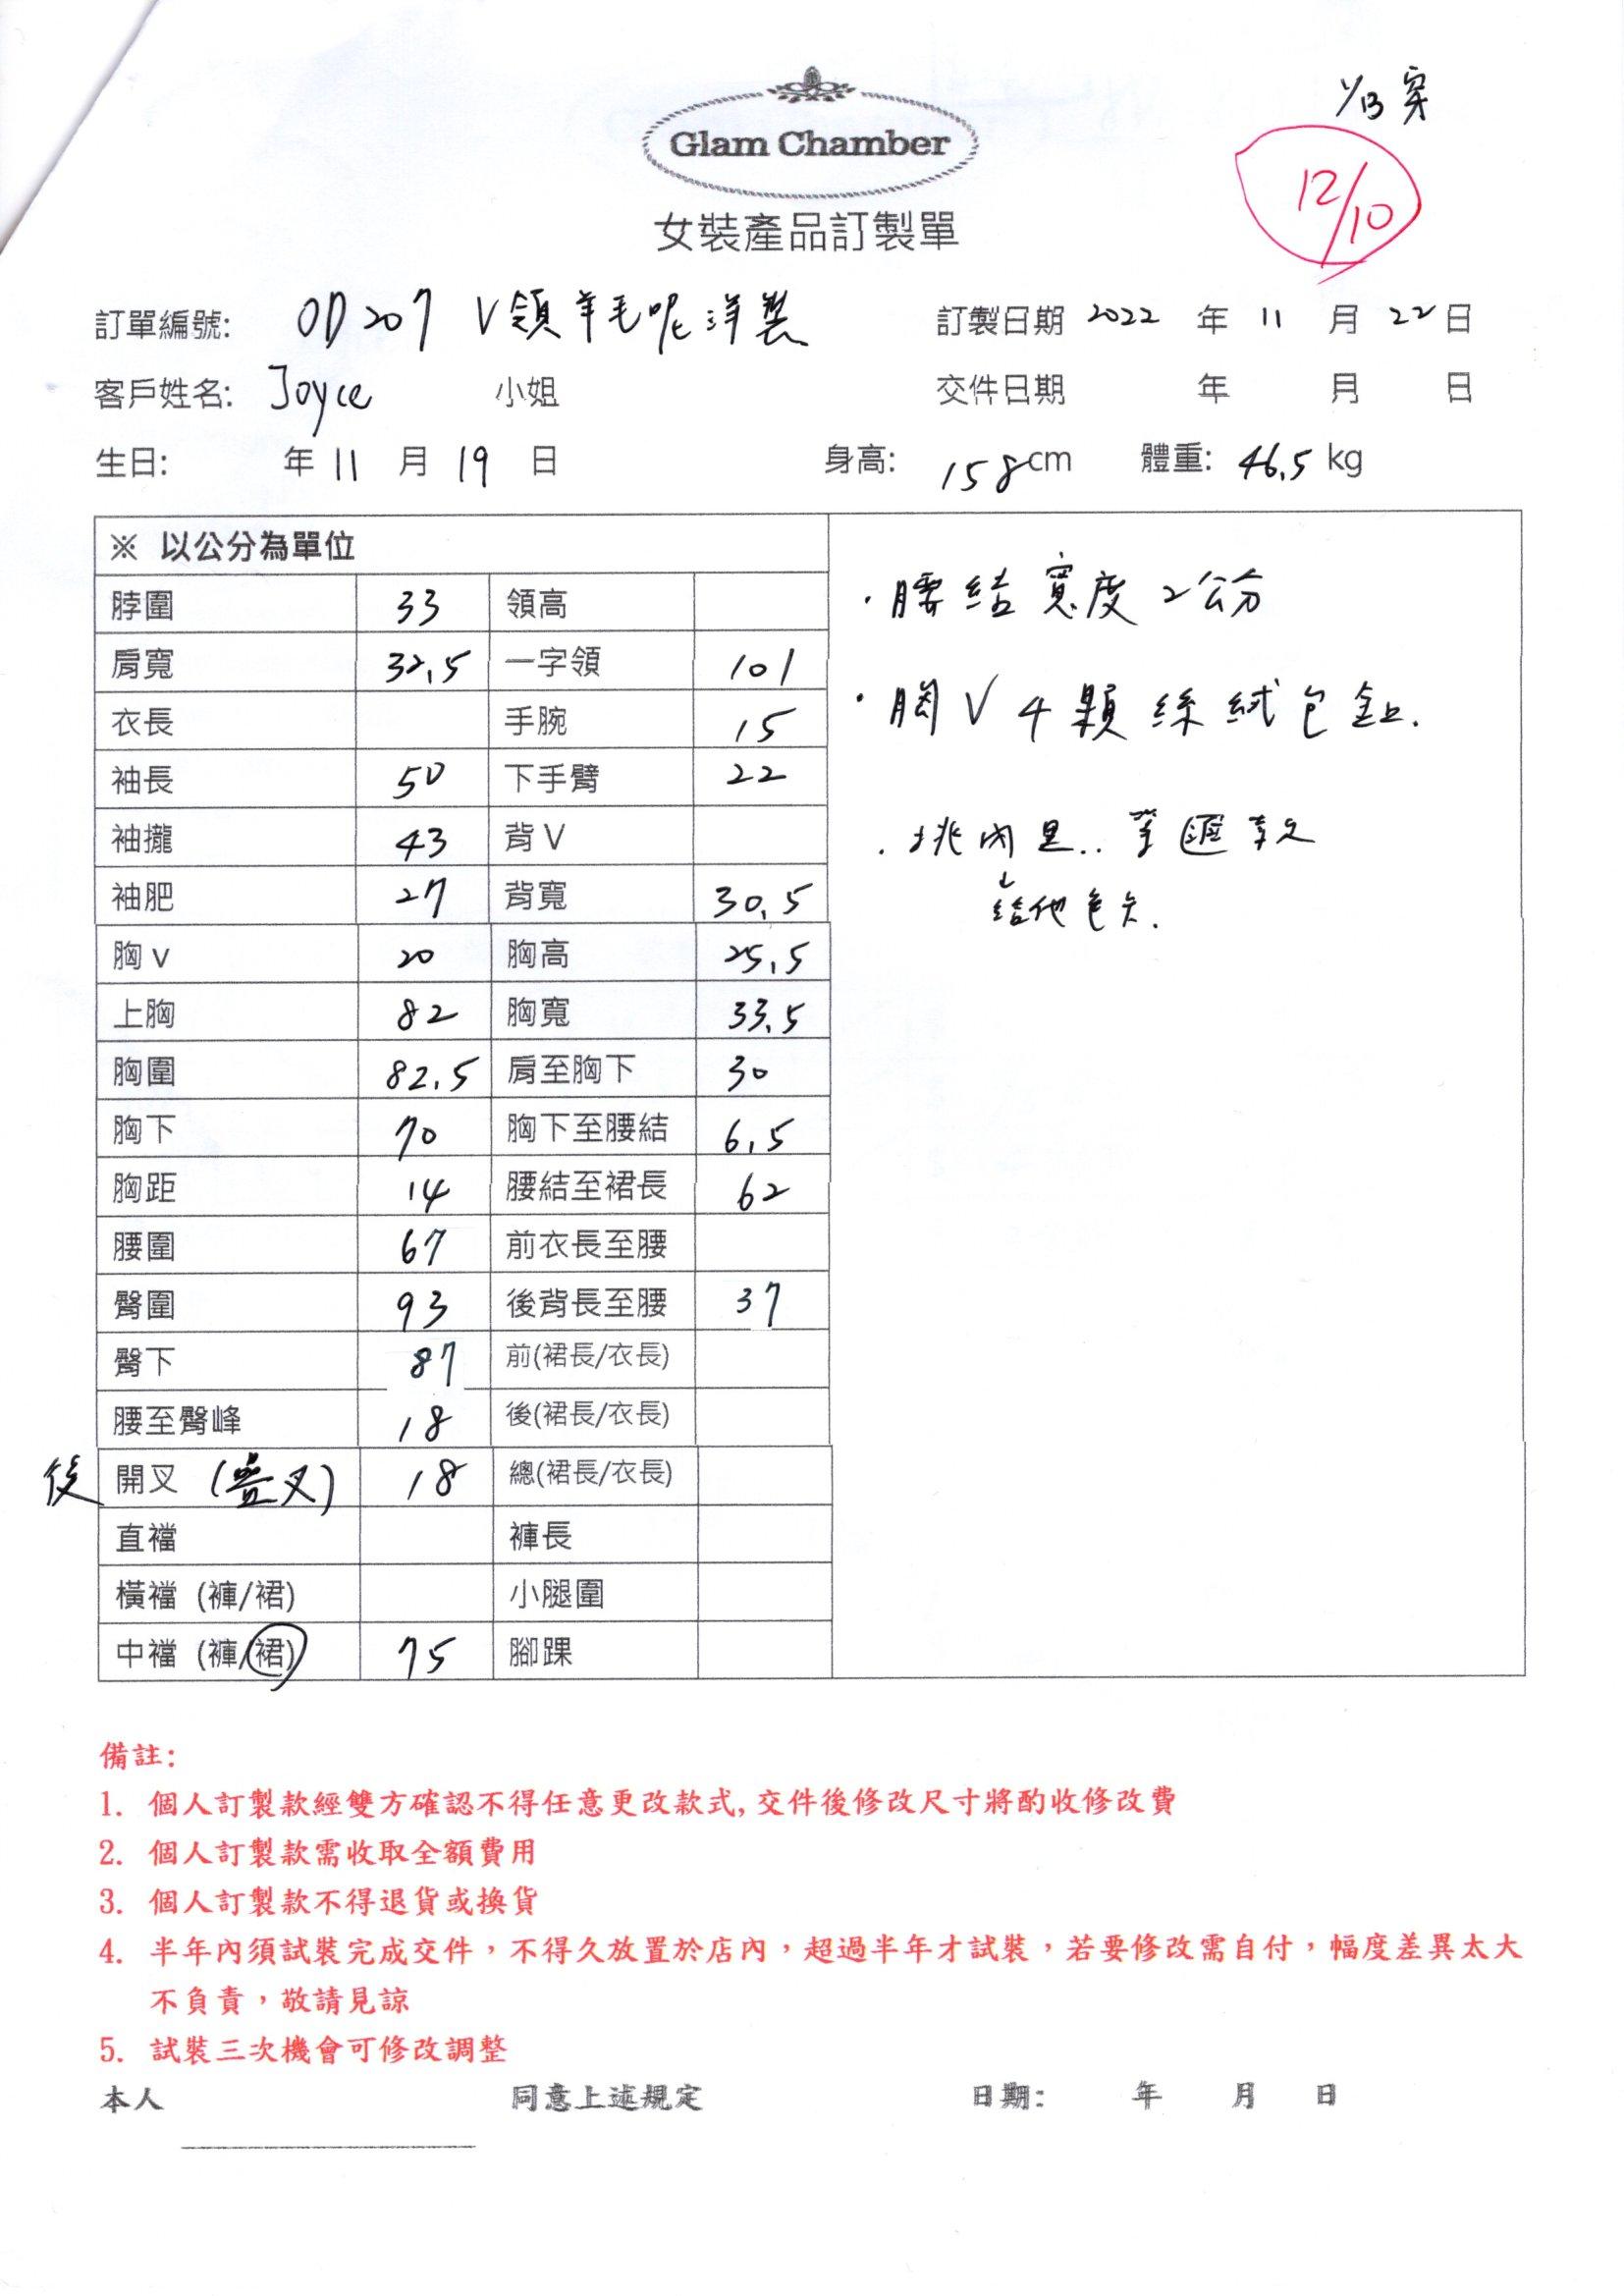 1/13 穿
Glam Chamber
12/10
女裝產品訂製單
訂單編號: OD207 V領羊毛呢洋裝 訂製日期 2022 年 11 月 22 日
客戶姓名: Joyce 小姐 交件日期 年 月 日
生日: 年 11 月 19 日 身高: 158cm 體重: 46.5 kg
※ 以公分為單位
脖圍 33 領高
肩寬 32.5 一字領 101
衣長 手腕 15
袖長 50 下手臂 22
袖攏 43 背V
袖肥 27 背寬 30.5
胸v 20 胸高 25.5
上胸 82 胸寬 33.5
胸圍 82.5 肩至胸下 30
胸下 70 胸下至腰結 6.5
胸距 14 腰結至裙長 62
腰圍 67 前衣長至腰
臀圍 93 後背長至腰 37
臀下 87 前(裙長/衣長)
腰至臀峰 18 後(裙長/衣長)
後 開叉 (疊叉) 18 總(裙長/衣長)
直襠 褲長
橫襠 (褲/裙) 小腿圍
中襠 (褲/裙) 75 腳踝
·腰結寬度2公分
·胸V 4顆絲絨包釦.
·挑內里.. 等匯款
↓
給他色卡.
備註:
1. 個人訂製款經雙方確認不得任意更改款式,交件後修改尺寸將酌收修改費
2. 個人訂製款需收取全額費用
3. 個人訂製款不得退貨或換貨
4. 半年內須試裝完成交件，不得久放置於店內，超過半年才試裝，若要修改需自付，幅度差異太大
不負責，敬請見諒
5. 試裝三次機會可修改調整
本人 同意上述規定 日期: 年 月 日